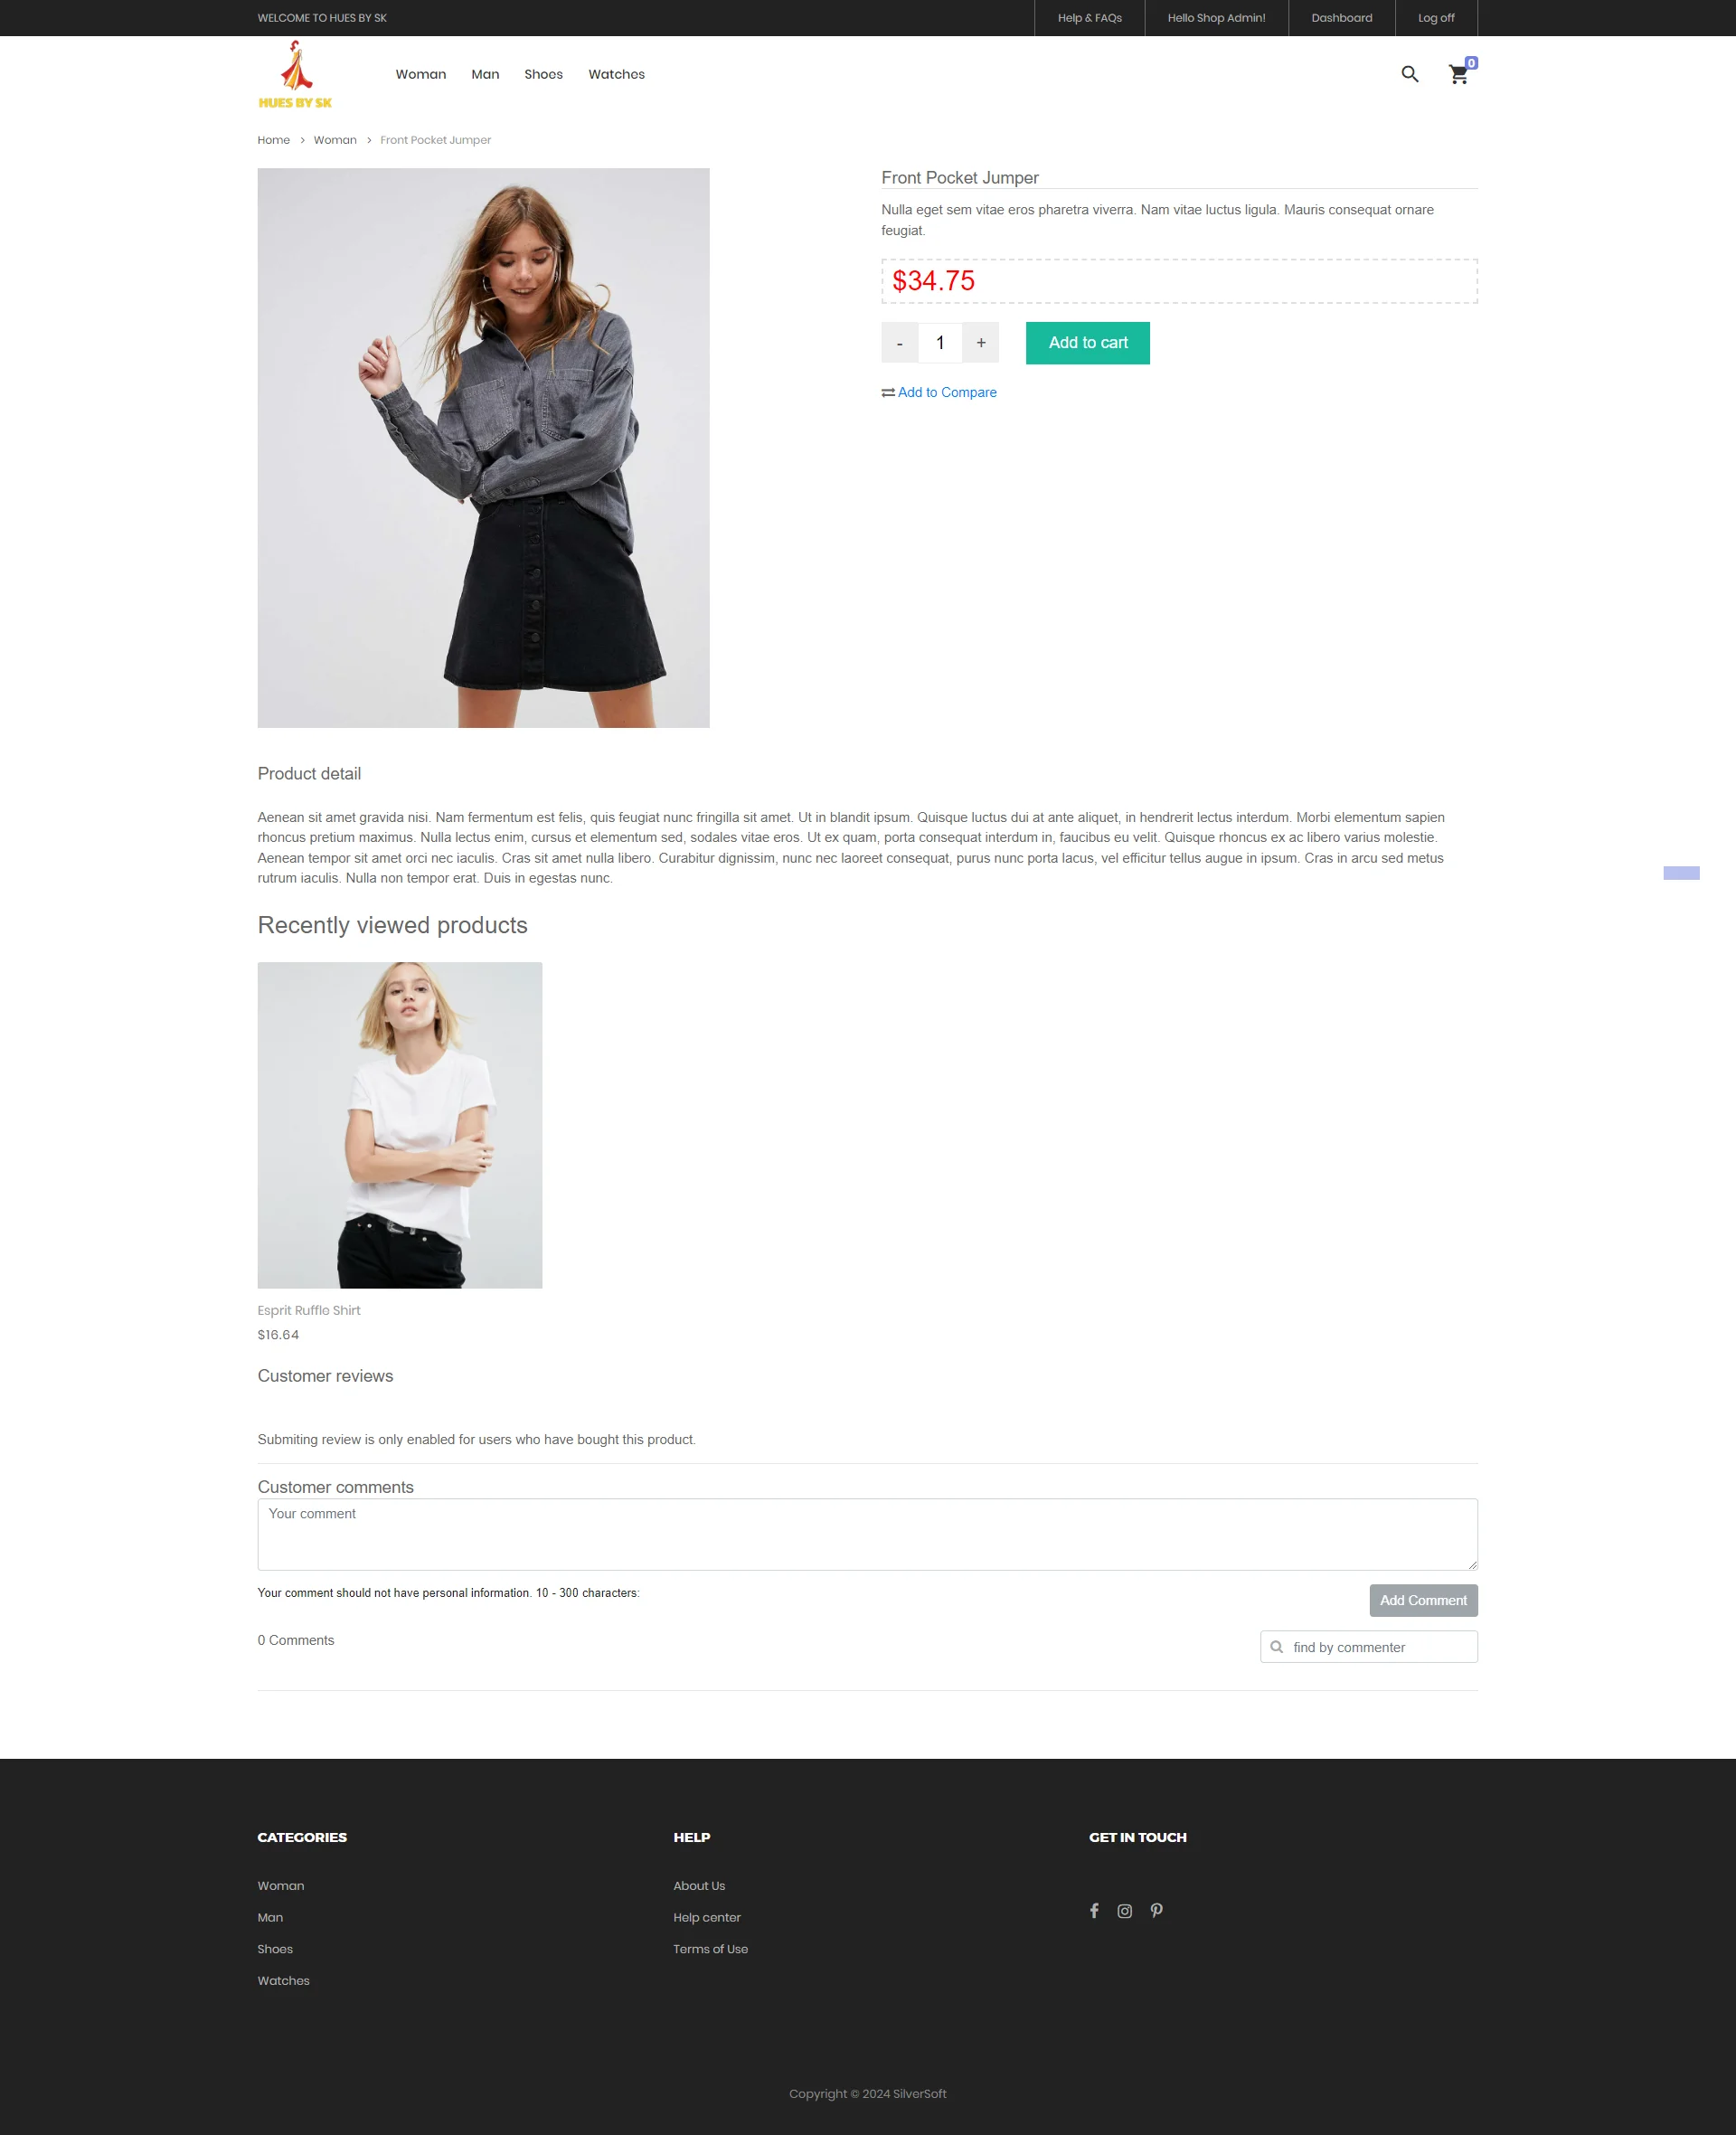 WELCOME TO HUES BY SK
Help & FAQs
Hello Shop Admin!
Dashboard
Log off
HUES BY SK
Woman
Man
Shoes
Watches
0
Home > Woman > Front Pocket Jumper
Front Pocket Jumper
Nulla eget sem vitae eros pharetra viverra. Nam vitae luctus ligula. Mauris consequat ornare
feugiat.
$34.75
- 1 +
Add to cart
Add to Compare
Product detail
Aenean sit amet gravida nisi. Nam fermentum est felis, quis feugiat nunc fringilla sit amet. Ut in blandit ipsum. Quisque luctus dui at ante aliquet, in hendrerit lectus interdum. Morbi elementum sapien
rhoncus pretium maximus. Nulla lectus enim, cursus et elementum sed, sodales vitae eros. Ut ex quam, porta consequat interdum in, faucibus eu velit. Quisque rhoncus ex ac libero varius molestie.
Aenean tempor sit amet orci nec iaculis. Cras sit amet nulla libero. Curabitur dignissim, nunc nec laoreet consequat, purus nunc porta lacus, vel efficitur tellus augue in ipsum. Cras in arcu sed metus
rutrum iaculis. Nulla non tempor erat. Duis in egestas nunc.
Recently viewed products
Esprit Ruffle Shirt
$16.64
Customer reviews
Submiting review is only enabled for users who have bought this product.
Customer comments
Your comment
Your comment should not have personal information. 10 - 300 characters:
Add Comment
0 Comments
find by commenter
CATEGORIES
Woman
Man
Shoes
Watches
HELP
About Us
Help center
Terms of Use
GET IN TOUCH
Copyright © 2024 SilverSoft